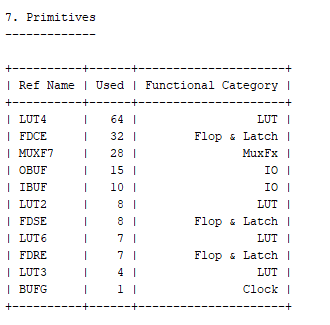 7. Primitives
-------------
+----------+------+---------------------+
| Ref Name | Used | Functional Category |
+----------+------+---------------------+
| LUT4     |   64 |                 LUT |
| FDCE     |   32 |        Flop & Latch |
| MUXF7    |   28 |               MuxFx |
| OBUF     |   15 |                  IO |
| IBUF     |   10 |                  IO |
| LUT2     |    8 |                 LUT |
| FDSE     |    8 |        Flop & Latch |
| LUT6     |    7 |                 LUT |
| FDRE     |    7 |        Flop & Latch |
| LUT3     |    4 |                 LUT |
| BUFG     |    1 |               Clock |
+----------+------+---------------------+